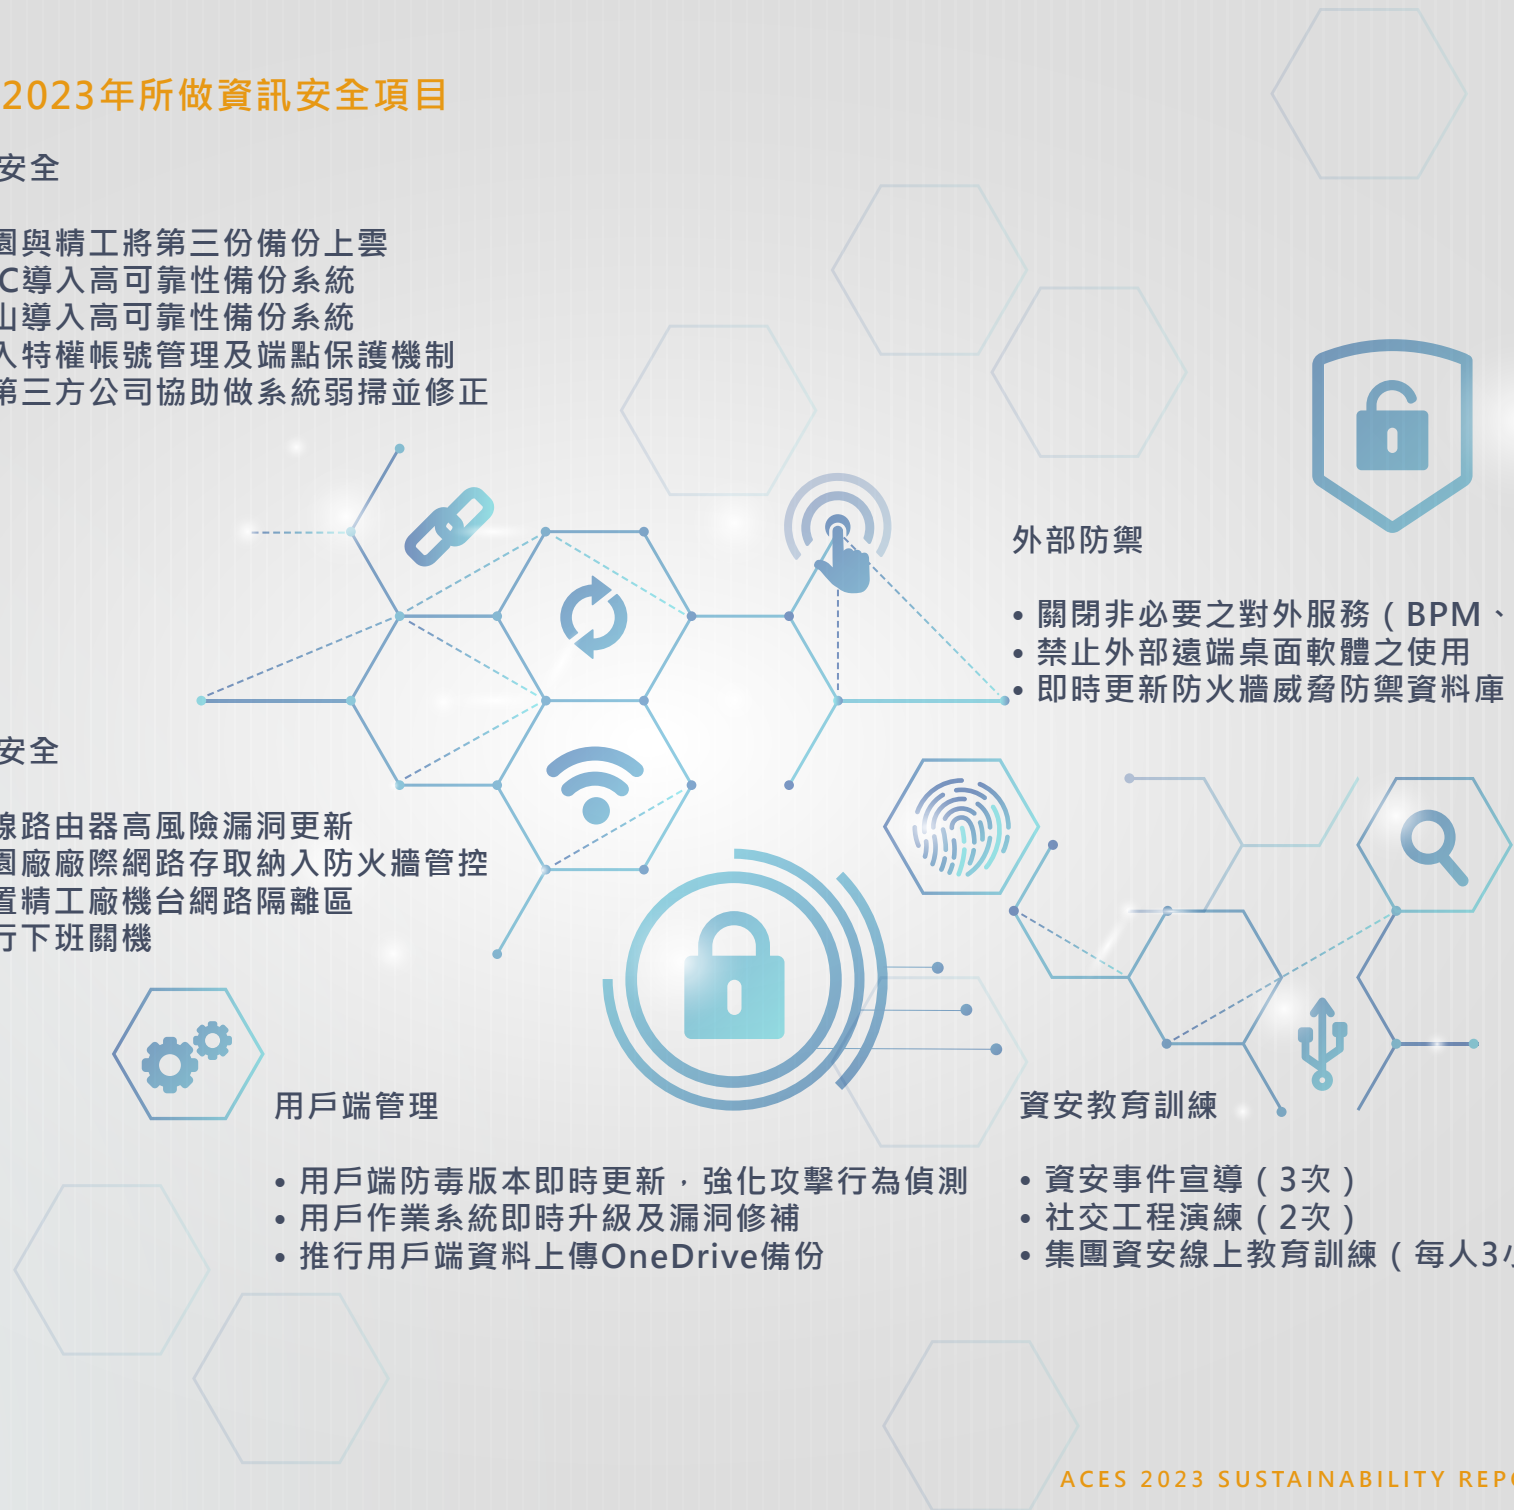 2023年所做資訊安全項目
安全
園與精工將第三份備份上雲
C導入高可靠性備份系統
山導入高可靠性備份系統
入特權帳號管理及端點保護機制
第三方公司協助做系統弱掃並修正
外部防禦
• 關閉非必要之對外服務（BPM、
• 禁止外部遠端桌面軟體之使用
• 即時更新防火牆威脅防禦資料庫
安全
線路由器高風險漏洞更新
園廠廠際網路存取納入防火牆管控
置精工廠機台網路隔離區
行下班關機
用戶端管理
• 用戶端防毒版本即時更新，強化攻擊行為偵測
• 用戶作業系統即時升級及漏洞修補
• 推行用戶端資料上傳OneDrive備份
資安教育訓練
• 資安事件宣導（3次）
• 社交工程演練（2次）
• 集團資安線上教育訓練（每人3小
ACES 2023 SUSTAINABILITY REPO